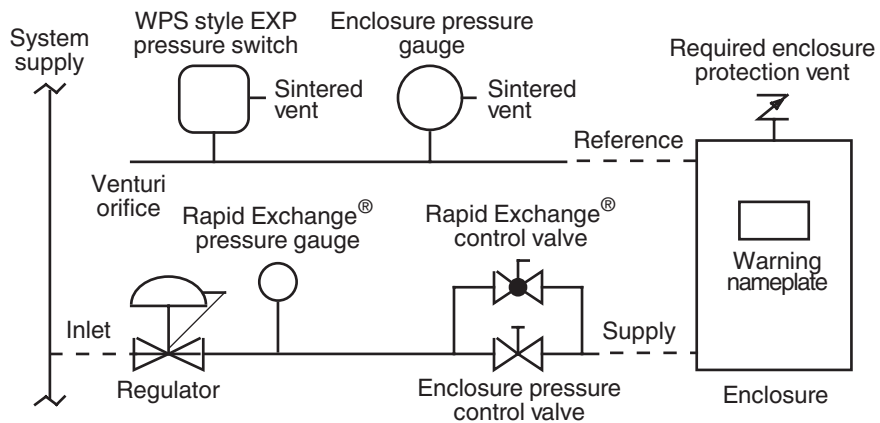 System
supply
WPS style EXP
pressure switch
Enclosure pressure
gauge
Required enclosure
protection vent
Sintered
vent
Sintered
vent
Reference
Venturi
orifice
Rapid Exchange®
pressure gauge
Rapid Exchange®
control valve
Warning
nameplate
Inlet
Supply
Regulator
Enclosure pressure
control valve
Enclosure